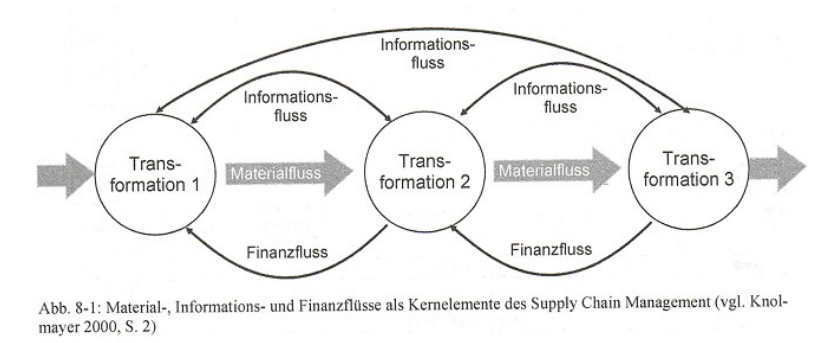 Informations-
fluss
Informations-
fluss
Informations-
fluss
Trans-
formation 1
Materialfluss
Trans-
formation 2
Materialfluss
Trans-
formation 3
Finanzfluss
Finanzfluss
Abb. 8-1: Material-, Informations- und Finanzflüsse als Kernelemente des Supply Chain Management (vgl. Knol-
mayer 2000, S. 2)